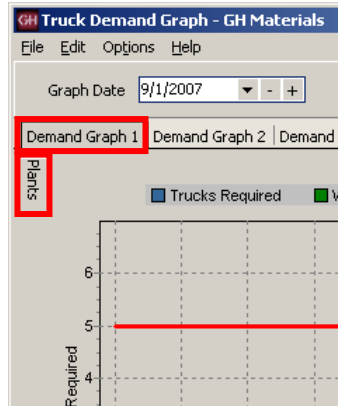 GH Truck Demand Graph - GH Materials
File Edit Options Help
Graph Date 9/1/2007 - +
Demand Graph 1 Demand Graph 2 Demand
Plants
Trucks Required
6
5
4
Required